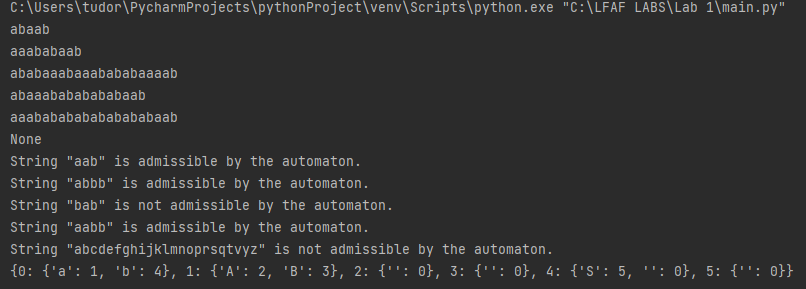 C:\Users\tudor\PycharmProjects\pythonProject\venv\Scripts\python.exe "C:\LFAF LABS\Lab 1\main.py"
abaab
aaababaab
ababaaabaaabababaaaab
abaaabababababaab
aaabababababababababaab
None
String "aab" is admissible by the automaton.
String "abbb" is admissible by the automaton.
String "bab" is not admissible by the automaton.
String "aabb" is admissible by the automaton.
String "abcdefghijklmnoprsqtvyz" is not admissible by the automaton.
{0: {'a': 1, 'b': 4}, 1: {'A': 2, 'B': 3}, 2: {'': 0}, 3: {'': 0}, 4: {'S': 5, '': 0}, 5: {'': 0}}